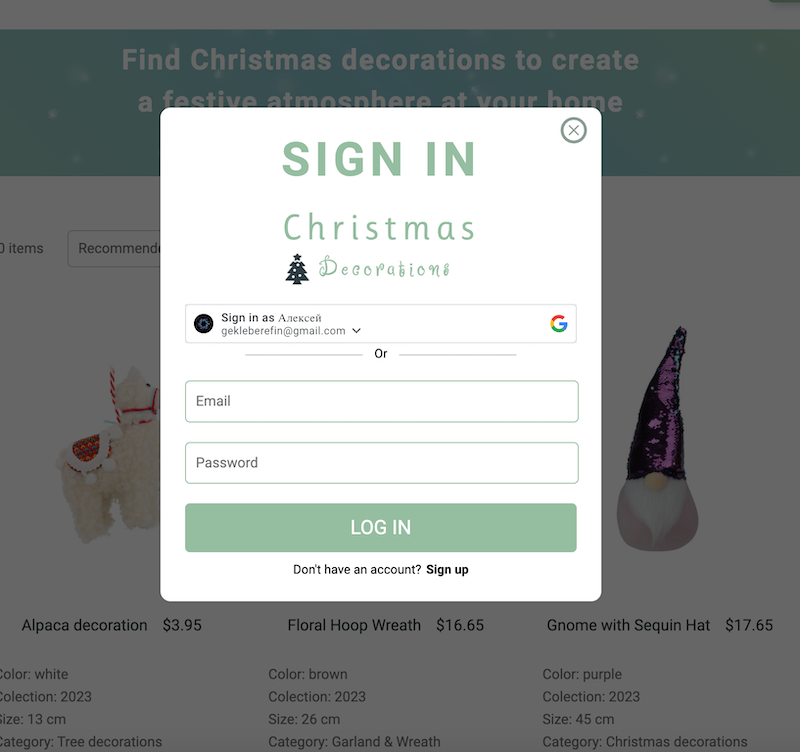 Find Christmas decorations to create
a festive atmosphere at your home
SIGN IN
Christmas
Decorations
0 items
Recommende
Sign in as Алексей
gekleberefin@gmail.com
Or
Email
Password
LOG IN
Don't have an account? Sign up
Alpaca decoration $3.95
Floral Hoop Wreath $16.65
Gnome with Sequin Hat $17.65
Color: white
Colection: 2023
Size: 13 cm
Category: Tree decorations
Color: brown
Colection: 2023
Size: 26 cm
Category: Garland & Wreath
Color: purple
Colection: 2023
Size: 45 cm
Category: Christmas decorations